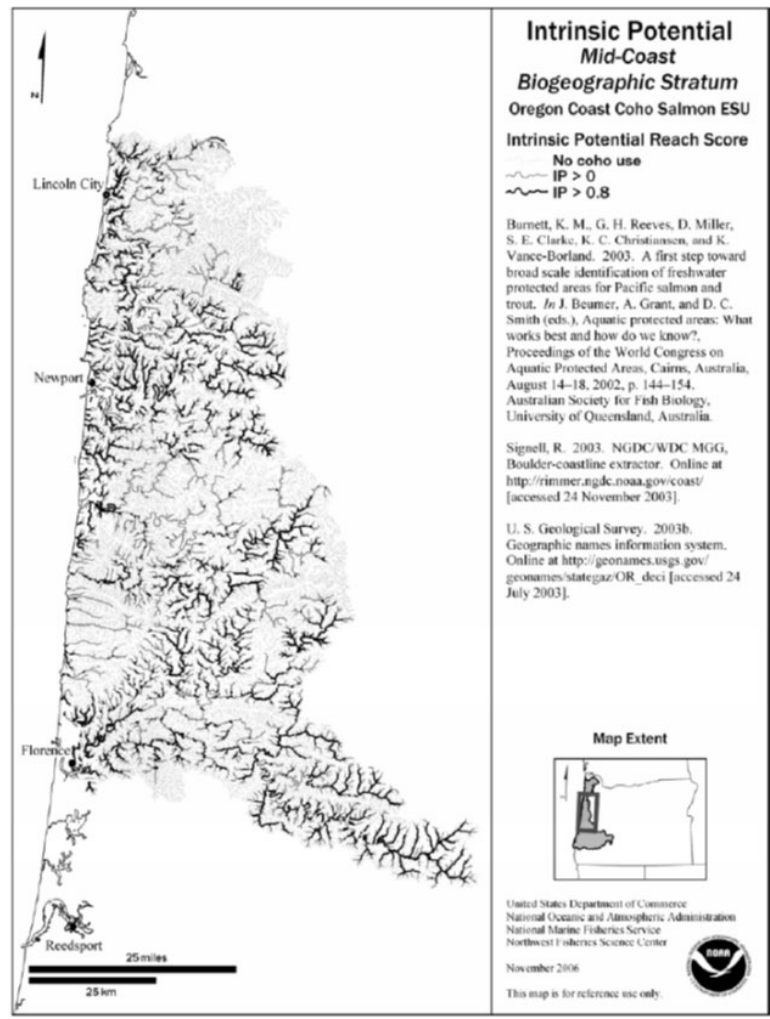 Intrinsic Potential
Mid-Coast
Biogeographic Stratum
Oregon Coast Coho Salmon ESU
Intrinsic Potential Reach Score
No coho use
IP > 0
IP > 0.8
Burnett, K. M., G. H. Reeves, D. Miller,
S. E. Clarke, K. C. Christiansen, and K.
Vance-Borland. 2003. A first step toward
broad scale identification of freshwater
protected areas for Pacific salmon and
trout. In J. Beumer, A. Grant, and D. C.
Smith (eds.), Aquatic protected areas: What
works best and how do we know?,
Proceedings of the World Congress on
Aquatic Protected Areas, Cairns, Australia,
August 14–18, 2002, p. 144–154.
Australian Society for Fish Biology,
University of Queensland, Australia.
Signell, R. 2003. NGDC/WDC MGG,
Boulder-coastline extractor. Online at
http://rimmer.ngdc.noaa.gov/coast/
[accessed 24 November 2003].
U. S. Geological Survey. 2003b.
Geographic names information system.
Online at http://geonames.usgs.gov/
geonames/stategaz/OR_deci [accessed 24
July 2003].
Map Extent
United States Department of Commerce
National Oceanic and Atmospheric Administration
National Marine Fisheries Service
Northwest Fisheries Science Center
November 2006
This map is for reference use only.
NOAA
N
Lincoln City
Newport
Florence
Reedsport
25 miles
25 km